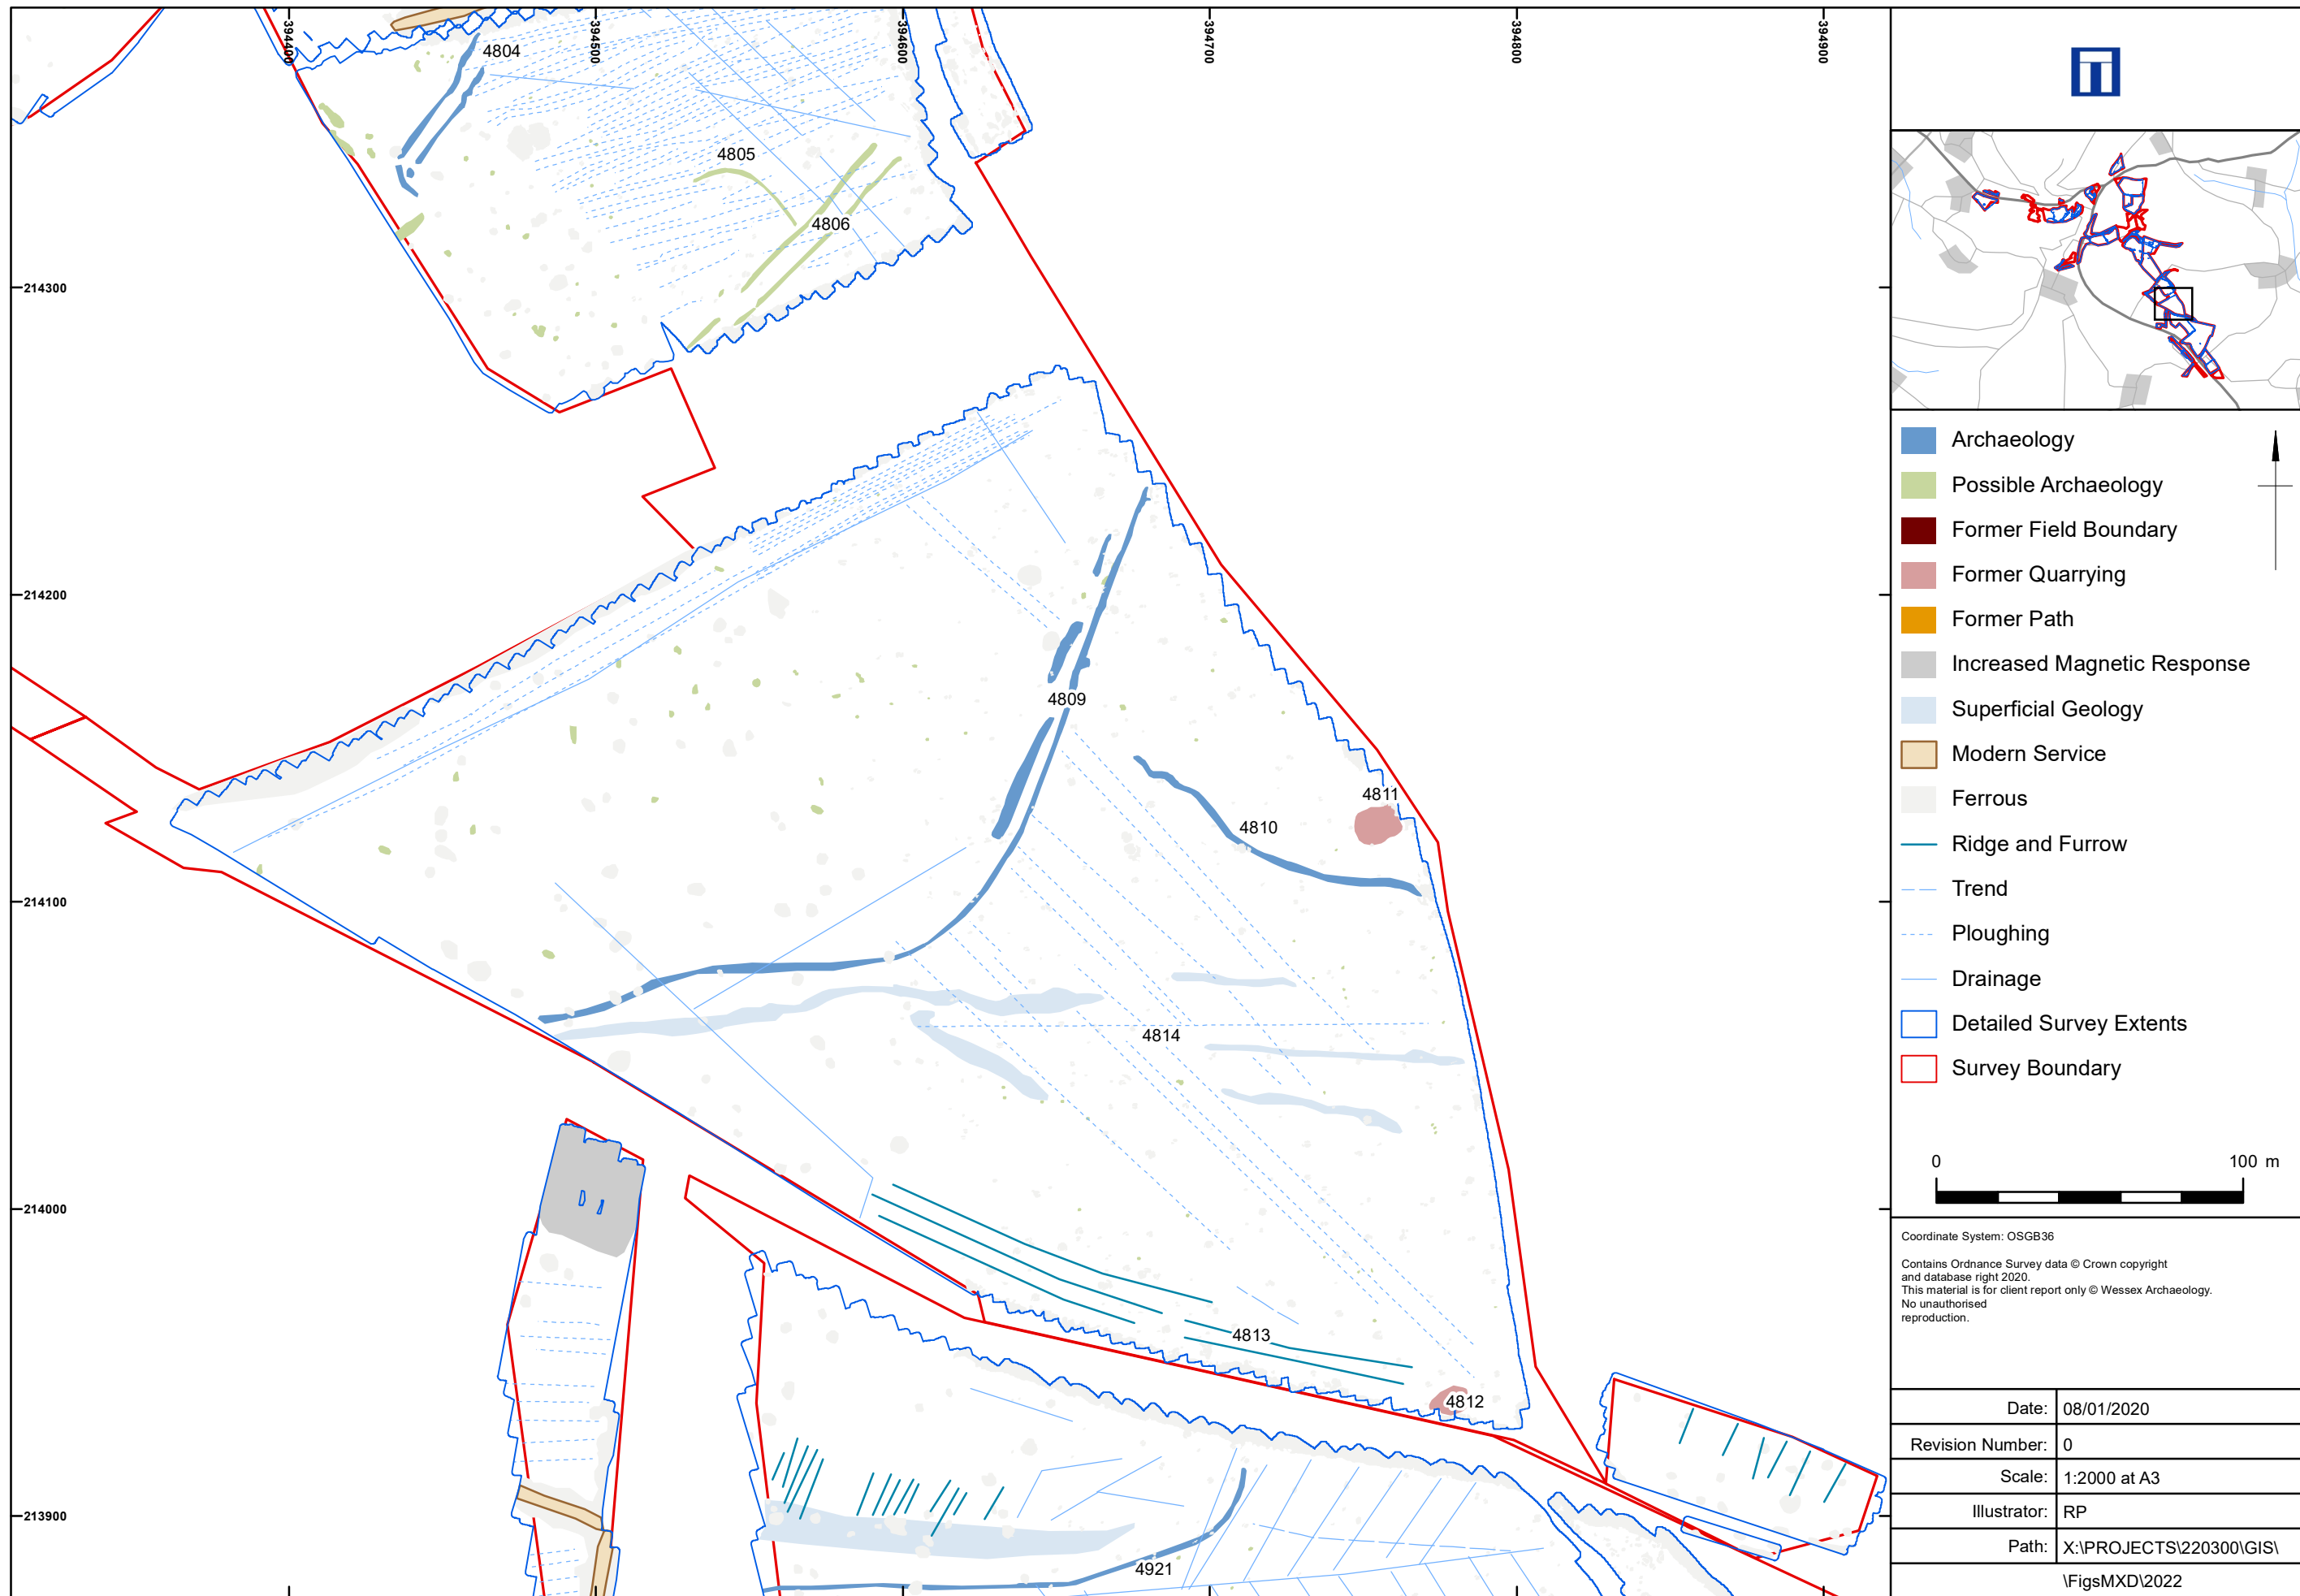 394400
394500
394600
394700
394800
394900
4804
4805
4806
214300
214200
4809
4811
4810
214100
4814
214000
4813
4812
213900
4921
Archaeology
Possible Archaeology
Former Field Boundary
Former Quarrying
Former Path
Increased Magnetic Response
Superficial Geology
Modern Service
Ferrous
Ridge and Furrow
Trend
Ploughing
Drainage
Detailed Survey Extents
Survey Boundary
0 100 m
Coordinate System: OSGB36
Contains Ordnance Survey data © Crown copyright
and database right 2020.
This material is for client report only © Wessex Archaeology.
No unauthorised
reproduction.
Date: 08/01/2020
Revision Number: 0
Scale: 1:2000 at A3
Illustrator: RP
Path: X:\PROJECTS\220300\GIS\
\FigsMXD\2022